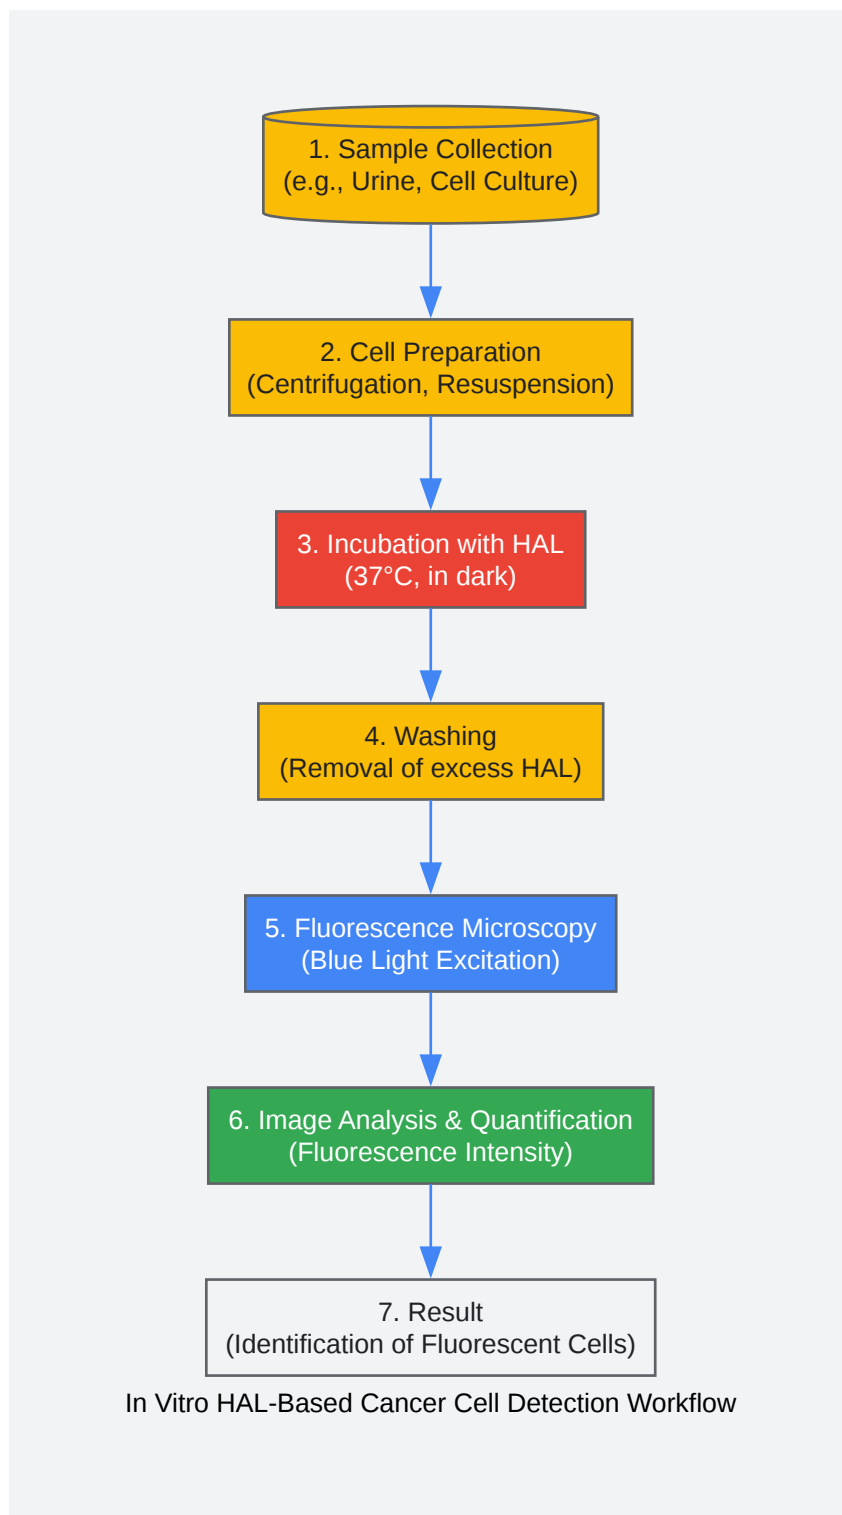 1. Sample Collection
(e.g., Urine, Cell Culture)
2. Cell Preparation
(Centrifugation, Resuspension)
3. Incubation with HAL
(37°C, in dark)
4. Washing
(Removal of excess HAL)
5. Fluorescence Microscopy
(Blue Light Excitation)
6. Image Analysis & Quantification
(Fluorescence Intensity)
7. Result
(Identification of Fluorescent Cells)
In Vitro HAL-Based Cancer Cell Detection Workflow